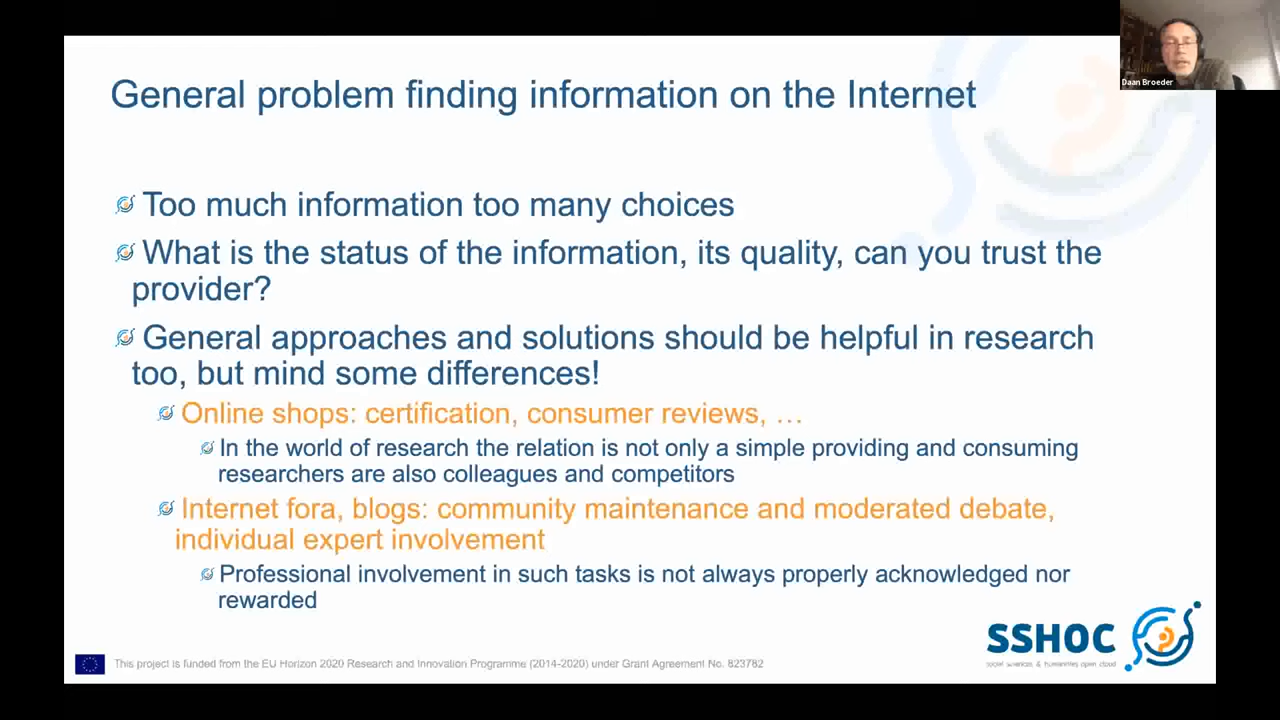 Daan Broeder
General problem finding information on the Internet
Too much information too many choices
What is the status of the information, its quality, can you trust the
provider?
General approaches and solutions should be helpful in research
too, but mind some differences!
Online shops: certification, consumer reviews, …
In the world of research the relation is not only a simple providing and consuming
researchers are also colleagues and competitors
Internet fora, blogs: community maintenance and moderated debate,
individual expert involvement
Professional involvement in such tasks is not always properly acknowledged nor
rewarded
SSHOC
social sciences & humanities open cloud
This project is funded from the EU Horizon 2020 Research and Innovation Programme (2014-2020) under Grant Agreement No. 823782